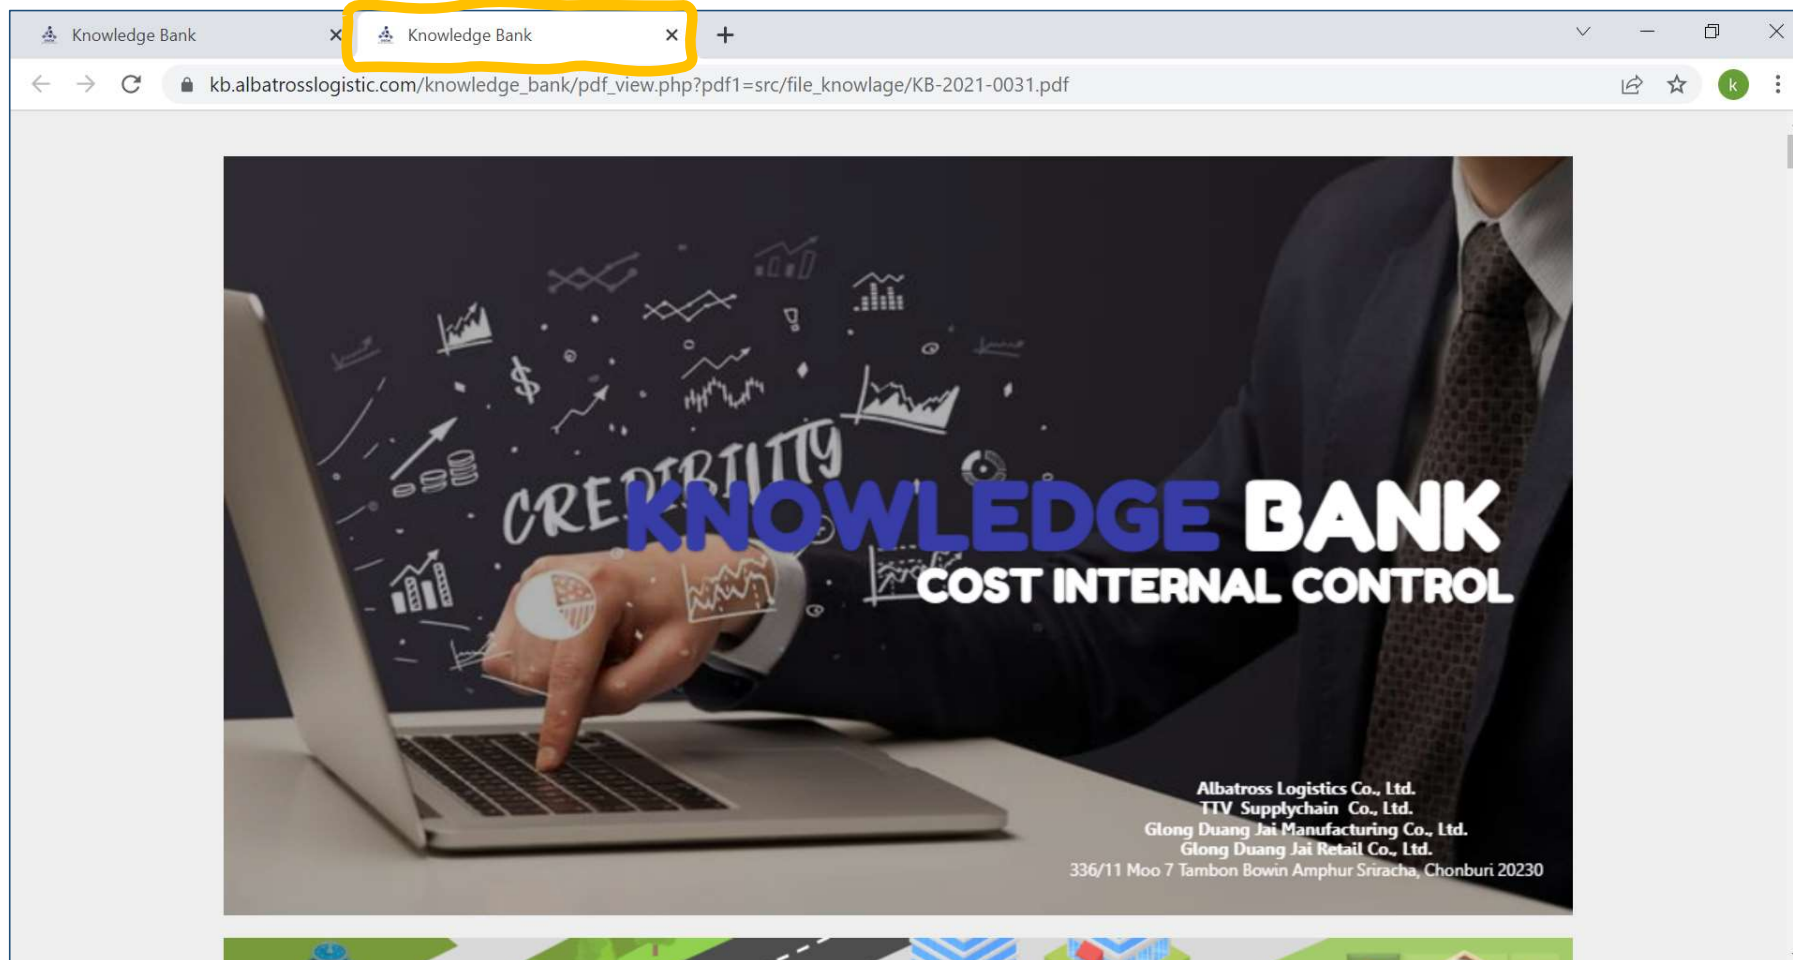 Knowledge Bank
Knowledge Bank
kb.albatrosslogistic.com/knowledge_bank/pdf_view.php?pdf1=src/file_knowlage/KB-2021-0031.pdf
k
CREDIBILITY
KNOWLEDGE BANK
COST INTERNAL CONTROL
Albatross Logistics Co., Ltd.
TTV Supplychain Co., Ltd.
Glong Duang Jai Manufacturing Co., Ltd.
Glong Duang Jai Retail Co., Ltd.
336/11 Moo 7 Tambon Bowin Amphur Sriracha, Chonburi 20230